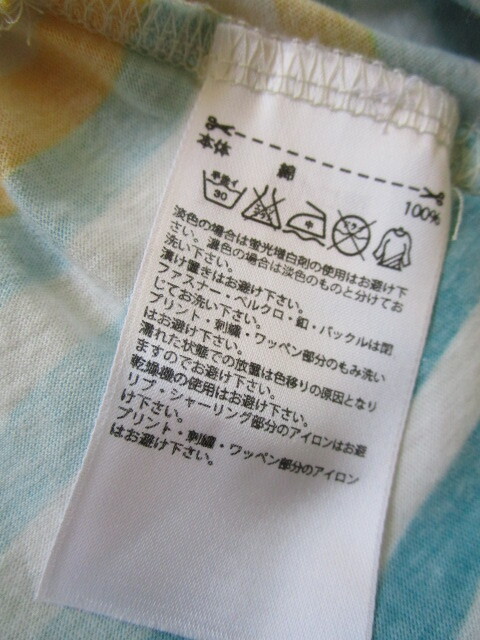 本体 綿 100%
手洗イ 30
淡色の場合は蛍光増白剤の使用はお避け下
さい。濃色の場合は淡色のものと分けてお
洗い下さい。
漬け置きはお避け下さい。
ファスナー・ベルクロ・釦・バックルは閉
じてお洗い下さい。
プリント・刺繍・ワッペン部分のもみ洗い
はお避け下さい。
濡れた状態での放置は色移りの原因となり
ますのでお避け下さい。
乾燥機の使用はお避け下さい。
リブ・シャーリング部分のアイロンはお避
け下さい。
プリント・刺繍・ワッペン部分のアイロン
はお避け下さい。